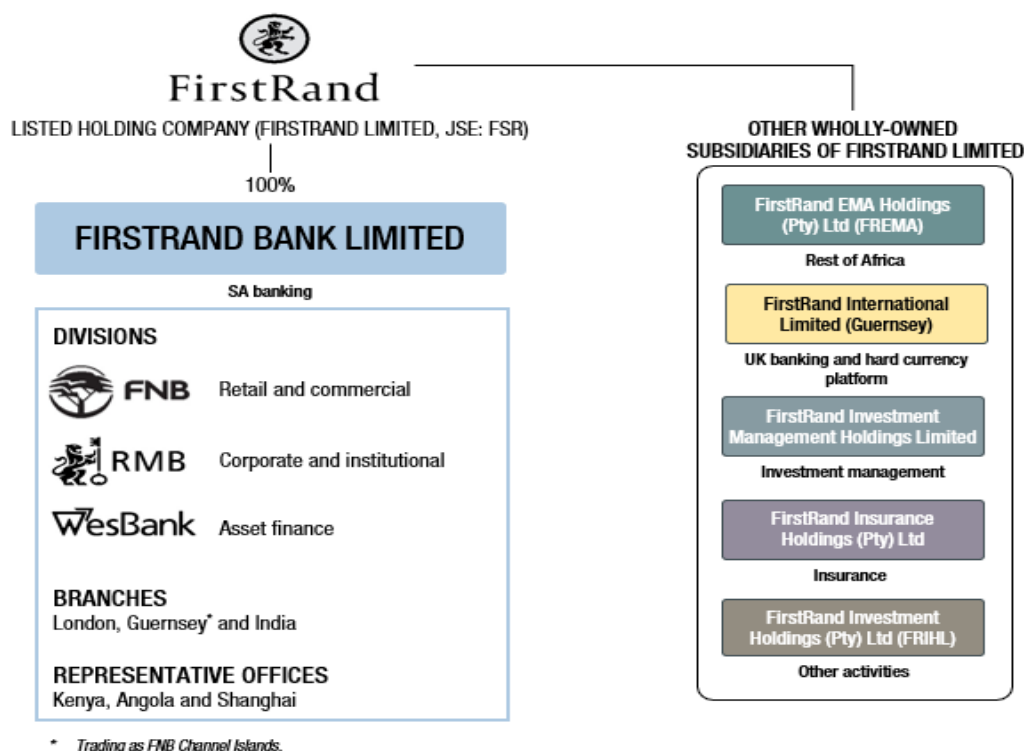 FirstRand
LISTED HOLDING COMPANY (FIRSTRAND LIMITED, JSE: FSR)
100%
FIRSTRAND BANK LIMITED
SA banking
DIVISIONS
FNB Retail and commercial
RMB Corporate and institutional
WesBank Asset finance
BRANCHES
London, Guernsey* and India
REPRESENTATIVE OFFICES
Kenya, Angola and Shanghai
* Trading as FNB Channel Islands.
OTHER WHOLLY-OWNED
SUBSIDIARIES OF FIRSTRAND LIMITED
FirstRand EMA Holdings
(Pty) Ltd (FREMA)
Rest of Africa
FirstRand International
Limited (Guernsey)
UK banking and hard currency
platform
FirstRand Investment
Management Holdings Limited
Investment management
FirstRand Insurance
Holdings (Pty) Ltd
Insurance
FirstRand Investment
Holdings (Pty) Ltd (FRIHL)
Other activities